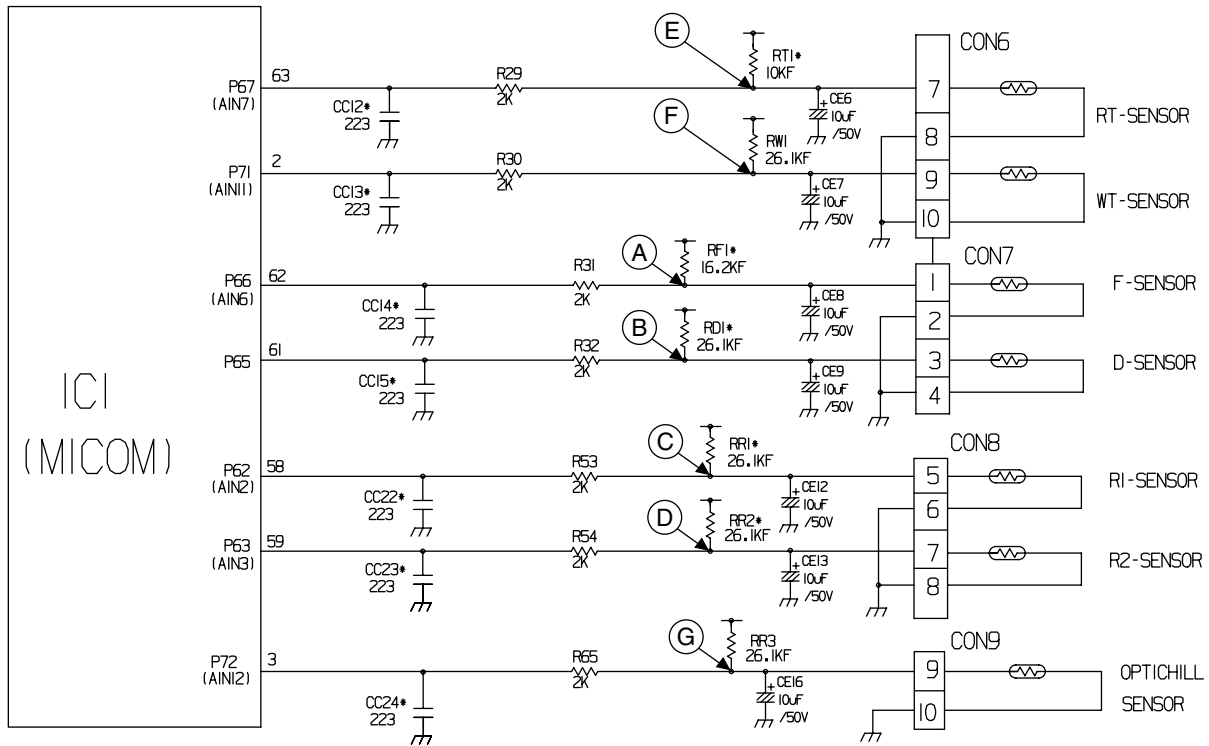 IC1
(MICOM)
P67
(AIN7)
63
CC12*
223
R29
2K
E
RT1*
10KF
+CE6
10uF
/50V
CON6
7
8
9
10
RT-SENSOR
P71
(AIN11)
2
CC13*
223
R30
2K
F
RW1
26.1KF
+CE7
10uF
/50V
WT-SENSOR
P66
(AIN6)
62
CC14*
223
R31
2K
A
RF1*
16.2KF
+CE8
10uF
/50V
CON7
1
2
3
4
F-SENSOR
P65
61
CC15*
223
R32
2K
B
RD1*
26.1KF
+CE9
10uF
/50V
D-SENSOR
P62
(AIN2)
58
CC22*
223
R53
2K
C
RR1*
26.1KF
+CE12
10uF
/50V
CON8
5
6
7
8
R1-SENSOR
P63
(AIN3)
59
CC23*
223
R54
2K
D
RR2*
26.1KF
+CE13
10uF
/50V
R2-SENSOR
P72
(AIN12)
3
CC24*
223
R65
2K
G
RR3
26.1KF
+CE16
10uF
/50V
CON9
9
10
OPTICHILL
SENSOR